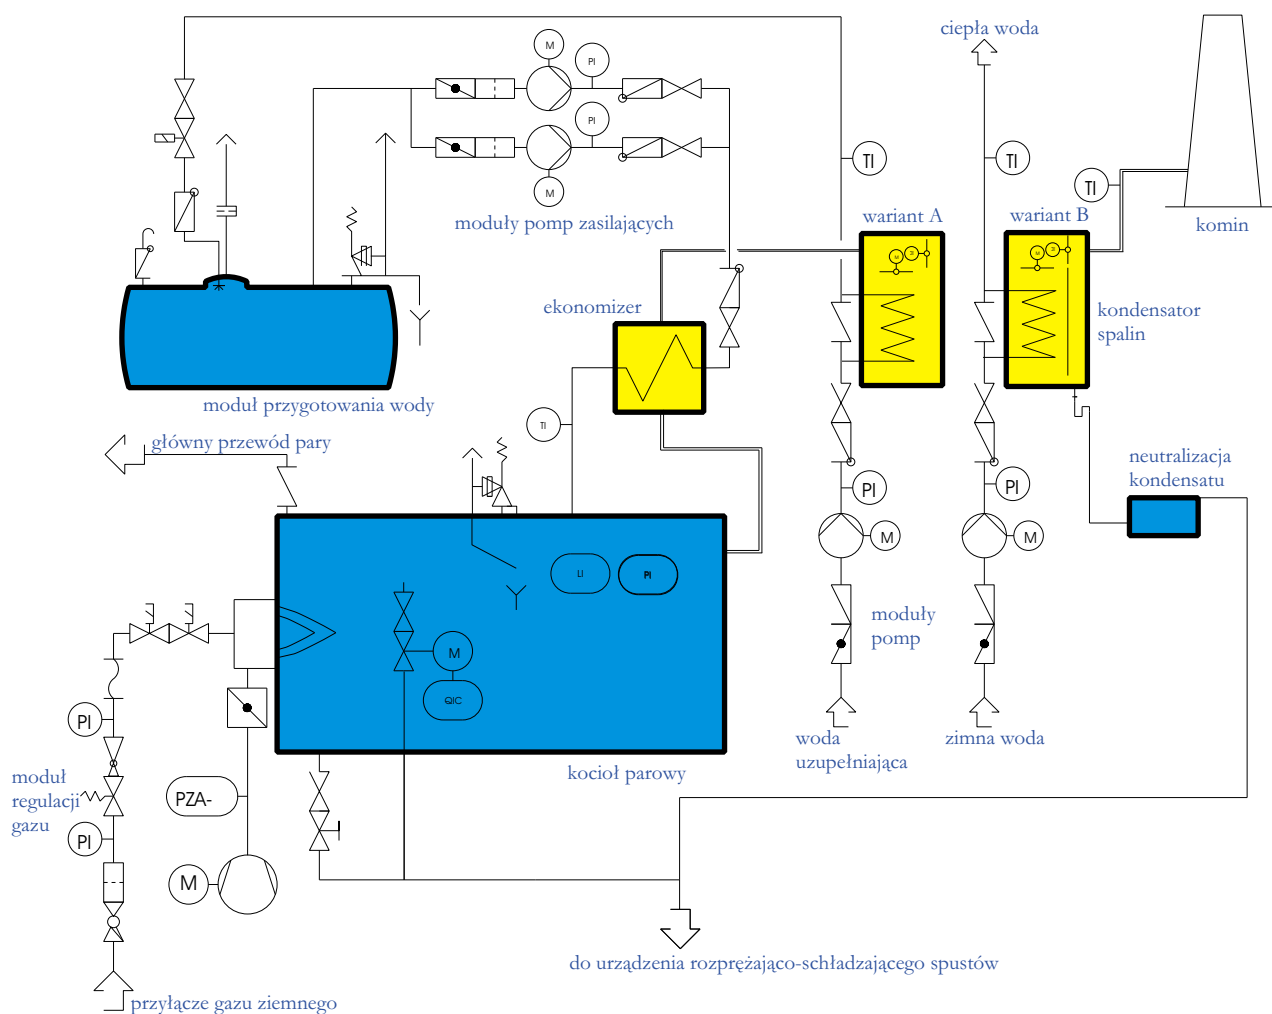 ciepła woda
M
PI
PI
M
TI
TI
TI
moduły pomp zasilających
wariant A
wariant B
komin
M
M
ekonomizer
kondensator
spalin
moduł przygotowania wody
TI
główny przewód pary
neutralizacja
kondensatu
PI
PI
M
M
LI
PI
moduły
pomp
M
QIC
PI
woda
uzupełniająca
zimna woda
kocioł parowy
moduł
regulacji
gazu
PZA-
PI
M
do urządzenia rozprężająco-schładzającego spustów
przyłącze gazu ziemnego